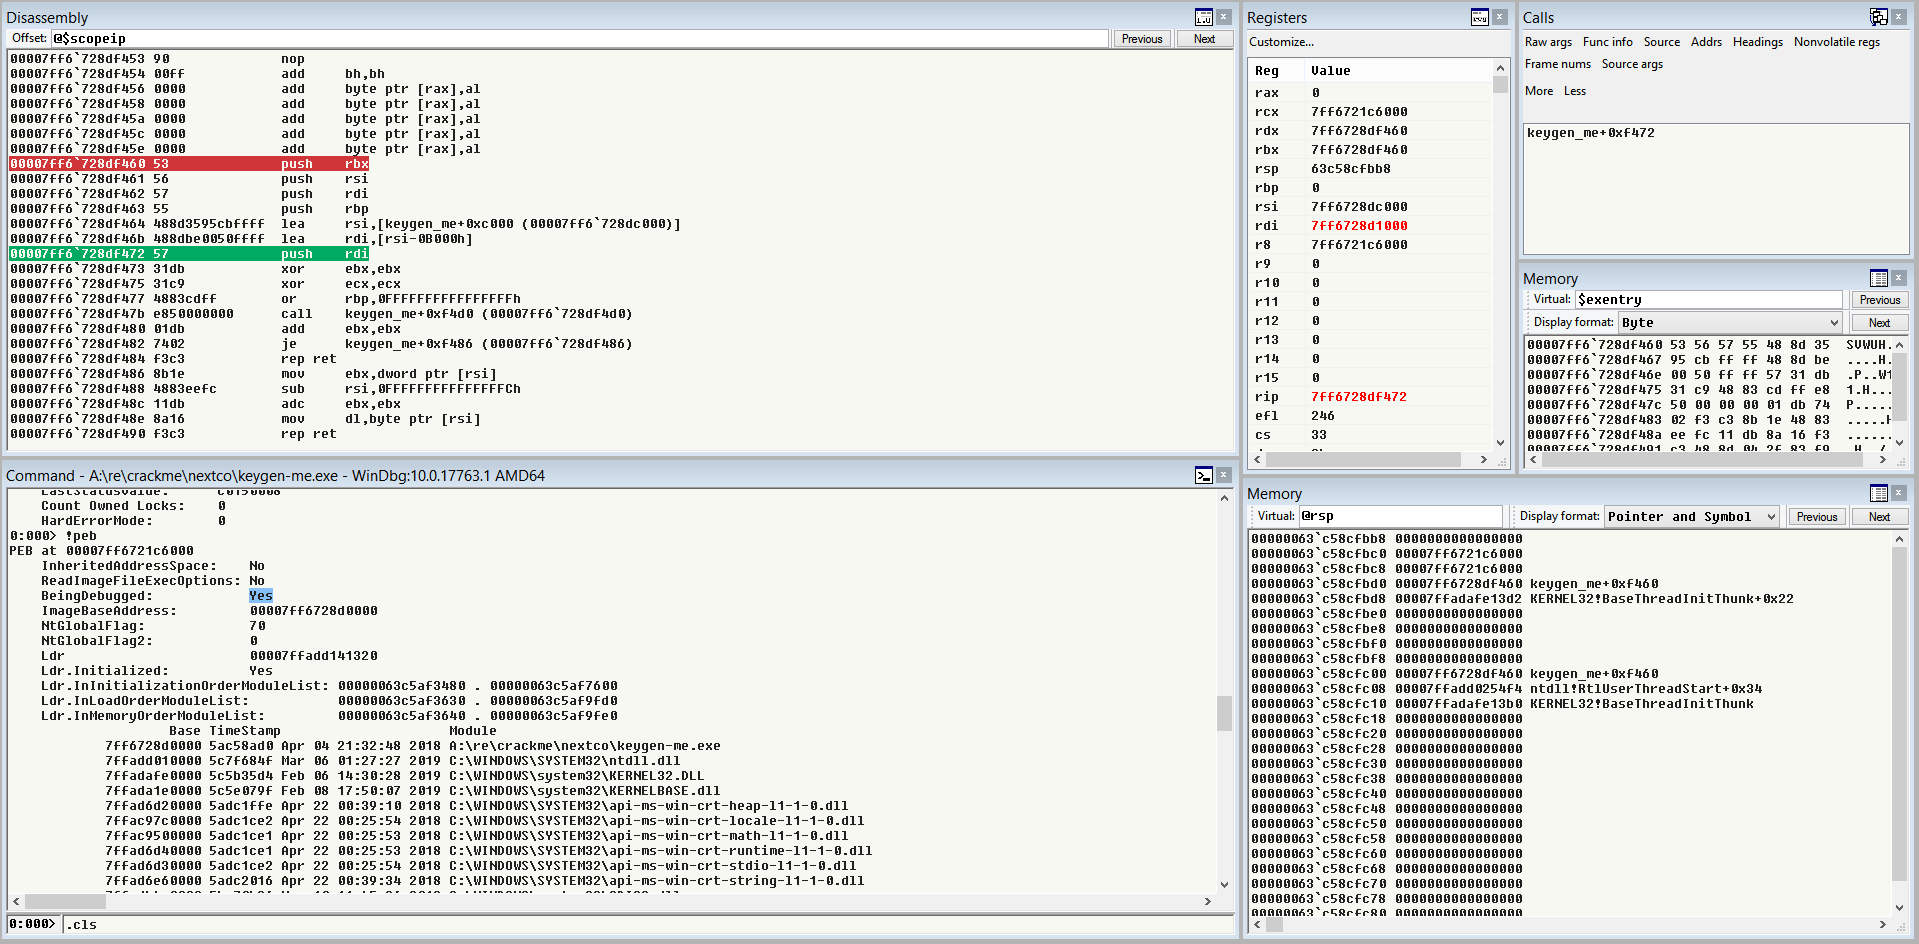 Disassembly
Offset: @$scopeip Previous Next
00007ff6`728df453 90 nop
00007ff6`728df454 00ff add bh,bh
00007ff6`728df456 0000 add byte ptr [rax],al
00007ff6`728df458 0000 add byte ptr [rax],al
00007ff6`728df45a 0000 add byte ptr [rax],al
00007ff6`728df45c 0000 add byte ptr [rax],al
00007ff6`728df45e 0000 add byte ptr [rax],al
00007ff6`728df460 53 push rbx
00007ff6`728df461 56 push rsi
00007ff6`728df462 57 push rdi
00007ff6`728df463 55 push rbp
00007ff6`728df464 488d3595cbffff lea rsi,[keygen_me+0xc000 (00007ff6`728dc000)]
00007ff6`728df46b 488dbe0050ffff lea rdi,[rsi-0B000h]
00007ff6`728df472 57 push rdi
00007ff6`728df473 31db xor ebx,ebx
00007ff6`728df475 31c9 xor ecx,ecx
00007ff6`728df477 4883cdff or rbp,0FFFFFFFFFFFFFFFFh
00007ff6`728df47b e850000000 call keygen_me+0xf4d0 (00007ff6`728df4d0)
00007ff6`728df480 01db add ebx,ebx
00007ff6`728df482 7402 je keygen_me+0xf486 (00007ff6`728df486)
00007ff6`728df484 f3c3 rep ret
00007ff6`728df486 8b1e mov ebx,dword ptr [rsi]
00007ff6`728df488 4883eefc sub rsi,0FFFFFFFFFFFFFFFCh
00007ff6`728df48c 11db adc ebx,ebx
00007ff6`728df48e 8a16 mov dl,byte ptr [rsi]
00007ff6`728df490 f3c3 rep ret
Command - A:\re\crackme\nextco\keygen-me.exe - WinDbg:10.0.17763.1 AMD64
LastStatusValue: c0150008
Count Owned Locks: 0
HardErrorMode: 0
0:000> !peb
PEB at 00007ff6721c6000
InheritedAddressSpace: No
ReadImageFileExecOptions: No
BeingDebugged: Yes
ImageBaseAddress: 00007ff6728d0000
NtGlobalFlag: 70
NtGlobalFlag2: 0
Ldr 00007ffadd141320
Ldr.Initialized: Yes
Ldr.InInitializationOrderModuleList: 00000063c5af3480 . 00000063c5af7600
Ldr.InLoadOrderModuleList: 00000063c5af3630 . 00000063c5af9fd0
Ldr.InMemoryOrderModuleList: 00000063c5af3640 . 00000063c5af9fe0
Base TimeStamp Module
7ff6728d0000 5ac58ad0 Apr 04 21:32:48 2018 A:\re\crackme\nextco\keygen-me.exe
7ffadd010000 5c7f684f Mar 06 01:27:27 2019 C:\WINDOWS\SYSTEM32\ntdll.dll
7ffadafe0000 5c5b35d4 Feb 06 14:30:28 2019 C:\WINDOWS\system32\KERNEL32.DLL
7ffada1e0000 5c5e079f Feb 08 17:50:07 2019 C:\WINDOWS\system32\KERNELBASE.dll
7ffad6d20000 5adc1ffe Apr 22 00:39:10 2018 C:\WINDOWS\SYSTEM32\api-ms-win-crt-heap-l1-1-0.dll
7ffac97c0000 5adc1ce2 Apr 22 00:25:54 2018 C:\WINDOWS\SYSTEM32\api-ms-win-crt-locale-l1-1-0.dll
7ffac9500000 5adc1ce1 Apr 22 00:25:53 2018 C:\WINDOWS\SYSTEM32\api-ms-win-crt-math-l1-1-0.dll
7ffad6d40000 5adc1ce1 Apr 22 00:25:53 2018 C:\WINDOWS\SYSTEM32\api-ms-win-crt-runtime-l1-1-0.dll
7ffad6d30000 5adc1ce2 Apr 22 00:25:54 2018 C:\WINDOWS\SYSTEM32\api-ms-win-crt-stdio-l1-1-0.dll
7ffad6e60000 5adc2016 Apr 22 00:39:34 2018 C:\WINDOWS\SYSTEM32\api-ms-win-crt-string-l1-1-0.dll
0:000> .cls
Registers
Customize...
Reg Value
rax 0
rcx 7ff6721c6000
rdx 7ff6728df460
rbx 7ff6728df460
rsp 63c58cfbb8
rbp 0
rsi 7ff6728dc000
rdi 7ff6728d1000
r8 7ff6721c6000
r9 0
r10 0
r11 0
r12 0
r13 0
r14 0
r15 0
rip 7ff6728df472
efl 246
cs 33
Calls
Raw args Func info Source Addrs Headings Nonvolatile regs
Frame nums Source args
More Less
keygen_me+0xf472
Memory
Virtual: $exentry Previous
Display format: Byte Next
00007ff6`728df460 53 56 57 55 48 8d 35 SVWUH.
00007ff6`728df467 95 cb ff ff 48 8d be ....H.
00007ff6`728df46e 00 50 ff ff 57 31 db .P..W1
00007ff6`728df475 31 c9 48 83 cd ff e8 1.H...
00007ff6`728df47c 50 00 00 00 01 db 74 P.....
00007ff6`728df483 02 f3 c3 8b 1e 48 83 .....H
00007ff6`728df48a ee fc 11 db 8a 16 f3 ......
00007ff6`728df491 c3 48 8d 04 2f 83 f9 .H../.
Memory
Virtual: @rsp Display format: Pointer and Symbol Previous Next
00000063`c58cfbb8 0000000000000000
00000063`c58cfbc0 00007ff6721c6000
00000063`c58cfbc8 00007ff6721c6000
00000063`c58cfbd0 00007ff6728df460 keygen_me+0xf460
00000063`c58cfbd8 00007ffadafe13d2 KERNEL32!BaseThreadInitThunk+0x22
00000063`c58cfbe0 0000000000000000
00000063`c58cfbe8 0000000000000000
00000063`c58cfbf0 0000000000000000
00000063`c58cfbf8 0000000000000000
00000063`c58cfc00 00007ff6728df460 keygen_me+0xf460
00000063`c58cfc08 00007ffadd0254f4 ntdll!RtlUserThreadStart+0x34
00000063`c58cfc10 00007ffadafe13b0 KERNEL32!BaseThreadInitThunk
00000063`c58cfc18 0000000000000000
00000063`c58cfc20 0000000000000000
00000063`c58cfc28 0000000000000000
00000063`c58cfc30 0000000000000000
00000063`c58cfc38 0000000000000000
00000063`c58cfc40 0000000000000000
00000063`c58cfc48 0000000000000000
00000063`c58cfc50 0000000000000000
00000063`c58cfc58 0000000000000000
00000063`c58cfc60 0000000000000000
00000063`c58cfc68 0000000000000000
00000063`c58cfc70 0000000000000000
00000063`c58cfc78 0000000000000000
00000063`c58cfc80 0000000000000000